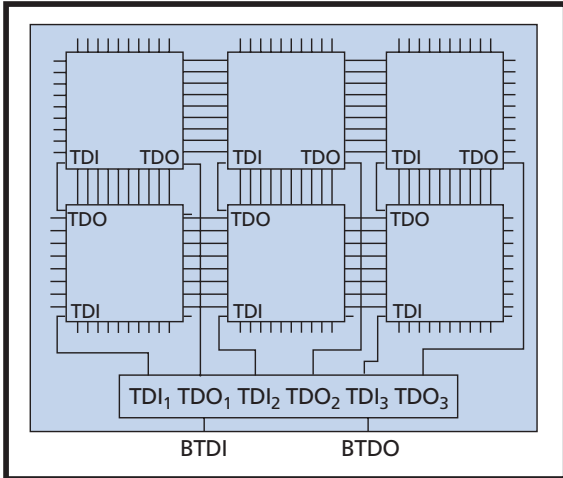 TDI TDO TDI TDO TDI TDO
TDO TDO TDO
TDI TDI TDI
TDI₁ TDO₁ TDI₂ TDO₂ TDI₃ TDO₃
BTDI BTDO